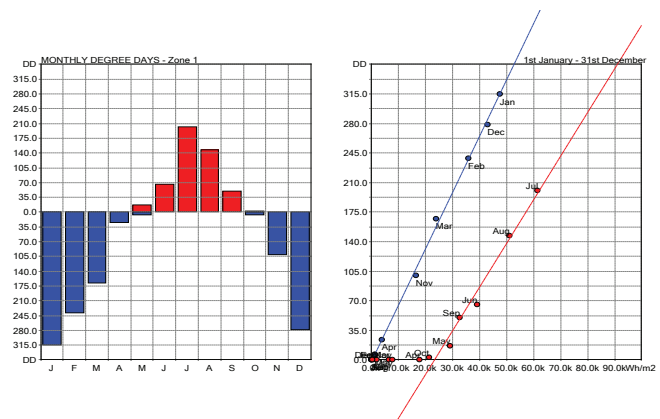 MONTHLY DEGREE DAYS - Zone 1
DD
315.0
280.0
245.0
210.0
175.0
140.0
105.0
70.0
35.0
0.0
35.0
70.0
105.0
140.0
175.0
210.0
245.0
280.0
315.0
DD
J F M A M J J A S O N D
1st January - 31st December
DD
315.0
280.0
245.0
210.0
175.0
140.0
105.0
70.0
35.0
0.0
Jan
Dec
Feb
Mar
Nov
Apr
Jul
Aug
Jun
Sep
May
Oct
0.0k 10.0k 20.0k 30.0k 40.0k 50.0k 60.0k 70.0k 80.0k 90.0kWh/m2